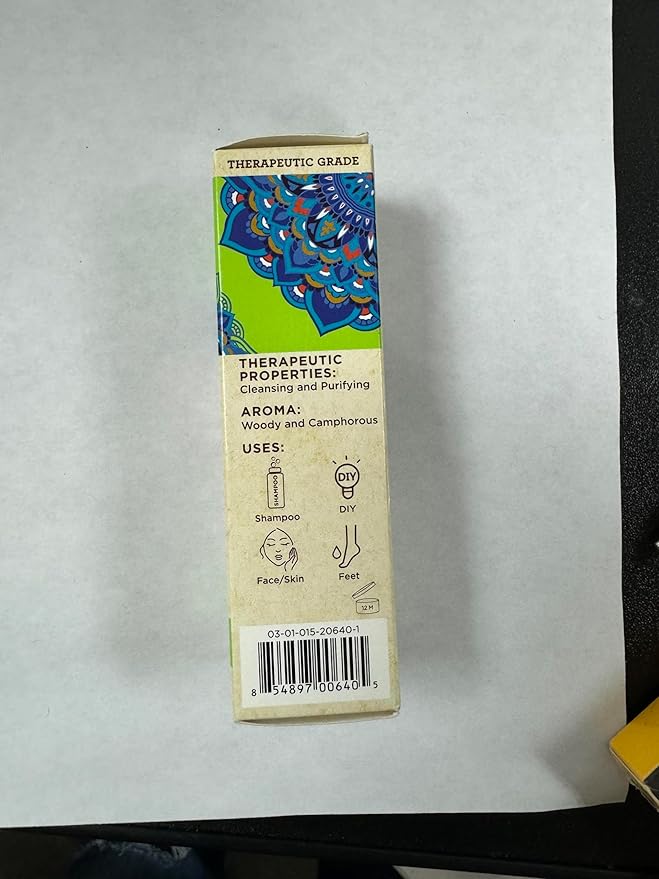 THERAPEUTIC GRADE
THERAPEUTIC
PROPERTIES:
Cleansing and Purifying
AROMA:
Woody and Camphorous
USES:
SHAMPOO
DIY
Shampoo
DIY
Face/Skin
Feet
12 M
03-01-015-20640-1
8 54897 00640 5